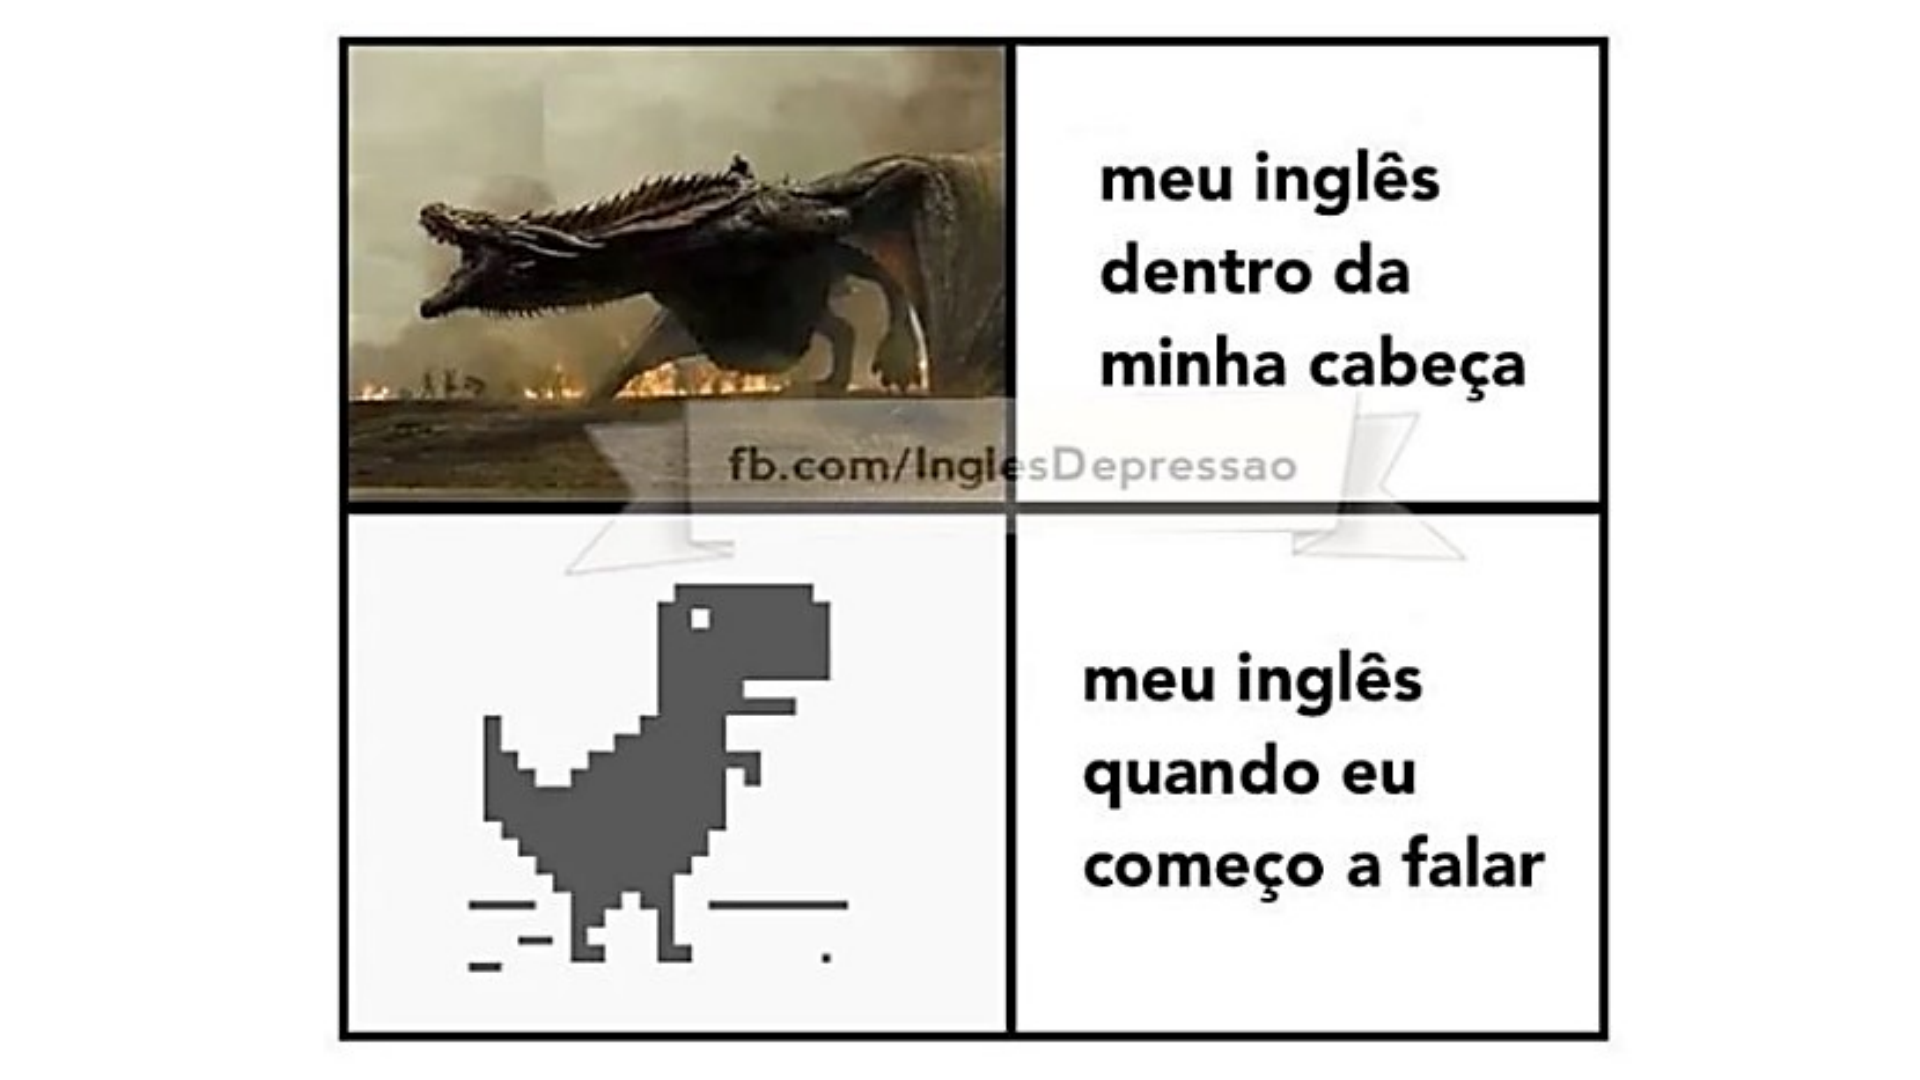 meu inglês
dentro da
minha cabeça
fb.com/InglesDepressao
meu inglês
quando eu
começo a falar